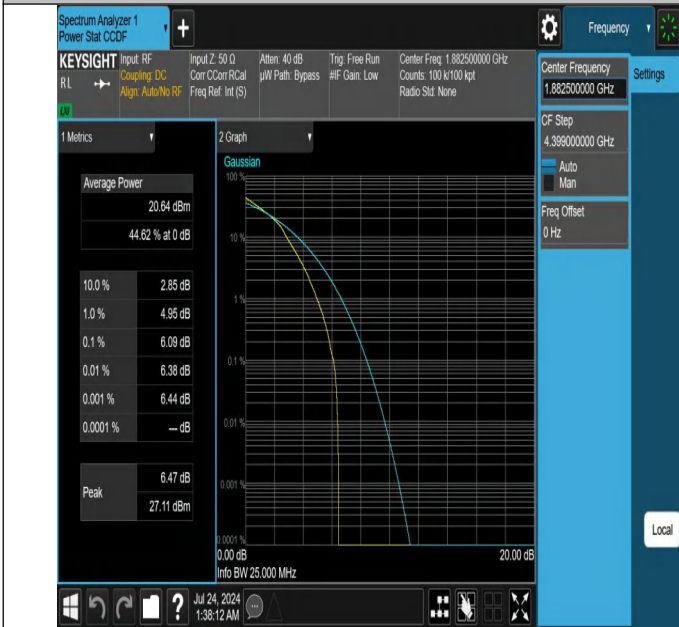 Spectrum Analyzer 1
Power Stat CCDF
+
Frequency
KEYSIGHT
RL
LXI
Input: RF
Coupling: DC
Align: Auto/No RF
Input Z: 50 Ω
Corr CCorr RCal
Freq Ref: Int (S)
Atten: 40 dB
µW Path: Bypass
Trig: Free Run
#IF Gain: Low
Center Freq: 1.882500000 GHz
Counts: 100 k/100 kpt
Radio Std: None
Center Frequency
1.882500000 GHz
Settings
CF Step
4.399000000 GHz
Auto
Man
Freq Offset
0 Hz
1 Metrics
Average Power
20.64 dBm
44.62 % at 0 dB
10.0 % 2.85 dB
1.0 % 4.95 dB
0.1 % 6.09 dB
0.01 % 6.38 dB
0.001 % 6.44 dB
0.0001 % --- dB
Peak
6.47 dB
27.11 dBm
2 Graph
Gaussian
100 %
10 %
1 %
0.1 %
0.01 %
0.001 %
0.0001 %
0.00 dB 20.00 dB
Info BW 25.000 MHz
Local
?
Jul 24, 2024
1:38:12 AM